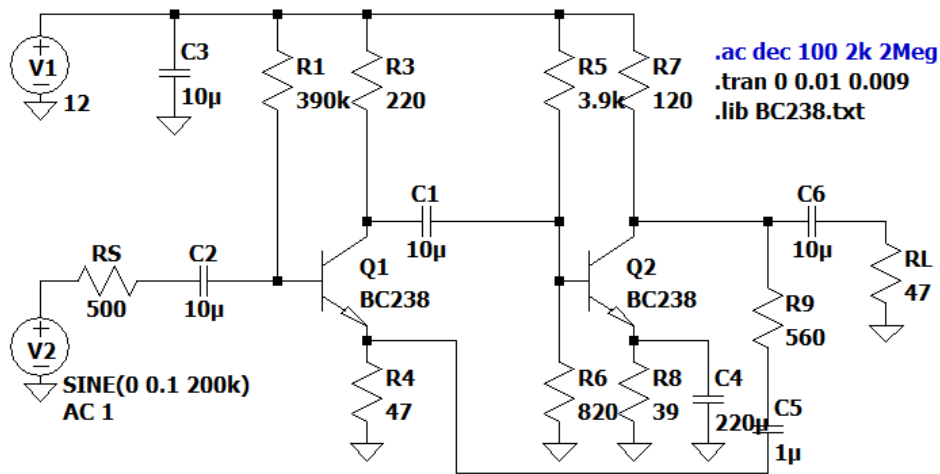 C3
10µ
V1
12
R1
390k
R3
220
R5
3.9k
R7
120
.ac dec 100 2k 2Meg
.tran 0 0.01 0.009
.lib BC238.txt
C1
10µ
C6
10µ
RS
500
C2
10µ
Q1
BC238
Q2
BC238
RL
47
R9
560
V2
SINE(0 0.1 200k)
AC 1
R4
47
R6
820
R8
39
C4
220µ
C5
1µ